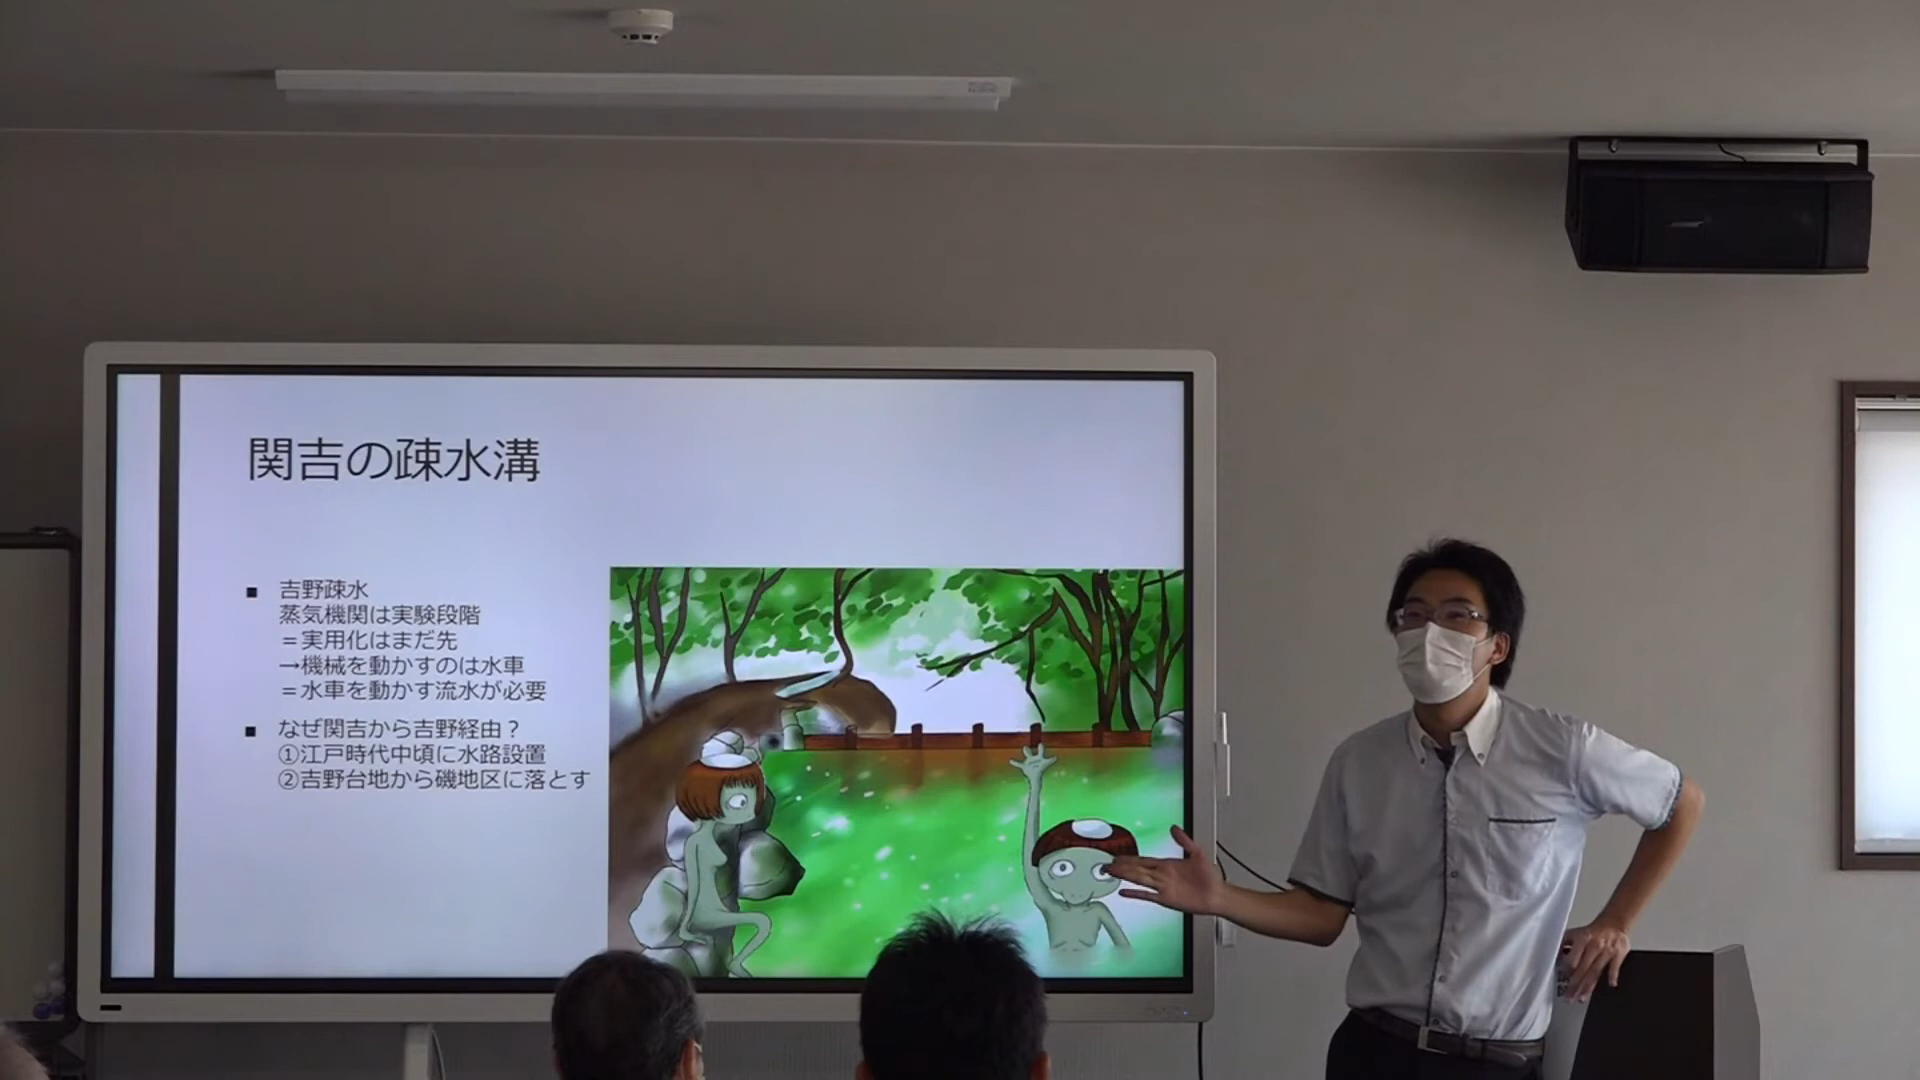 関吉の疎水溝
■ 吉野疎水
蒸気機関は実験段階
＝実用化はまだ先
→機械を動かすのは水車
＝水車を動かす流水が必要
■ なぜ関吉から吉野経由？
①江戸時代中頃に水路設置
②吉野台地から磯地区に落とす